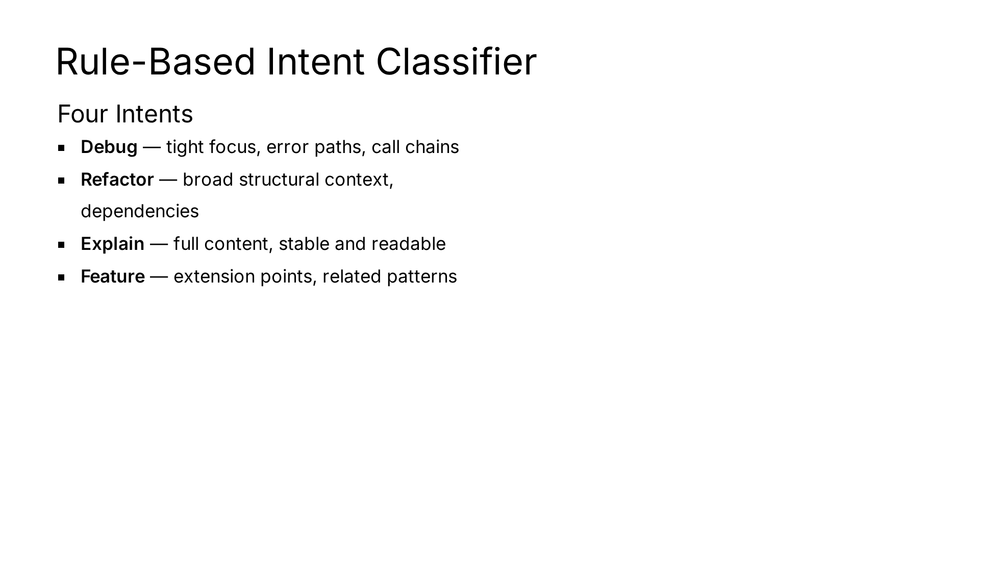 Rule-Based Intent Classifier
Four Intents
▪ Debug — tight focus, error paths, call chains
▪ Refactor — broad structural context,
dependencies
▪ Explain — full content, stable and readable
▪ Feature — extension points, related patterns